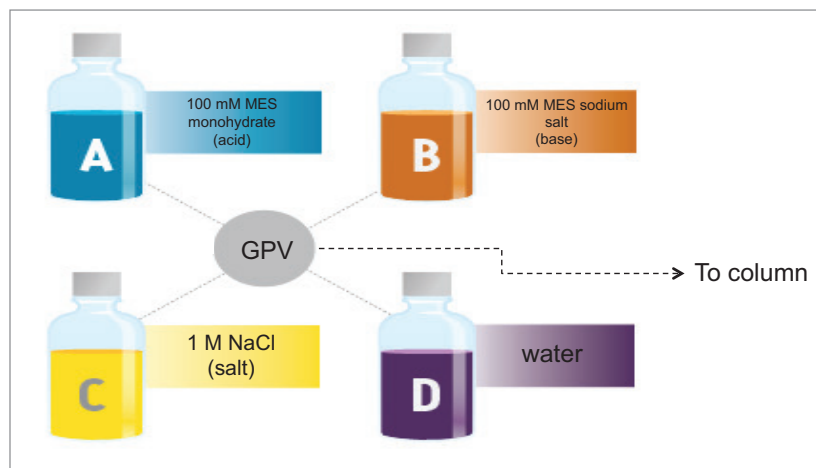 A
100 mM MES
monohydrate
(acid)
B
100 mM MES sodium
salt
(base)
GPV
To column
C
1 M NaCl
(salt)
D
water